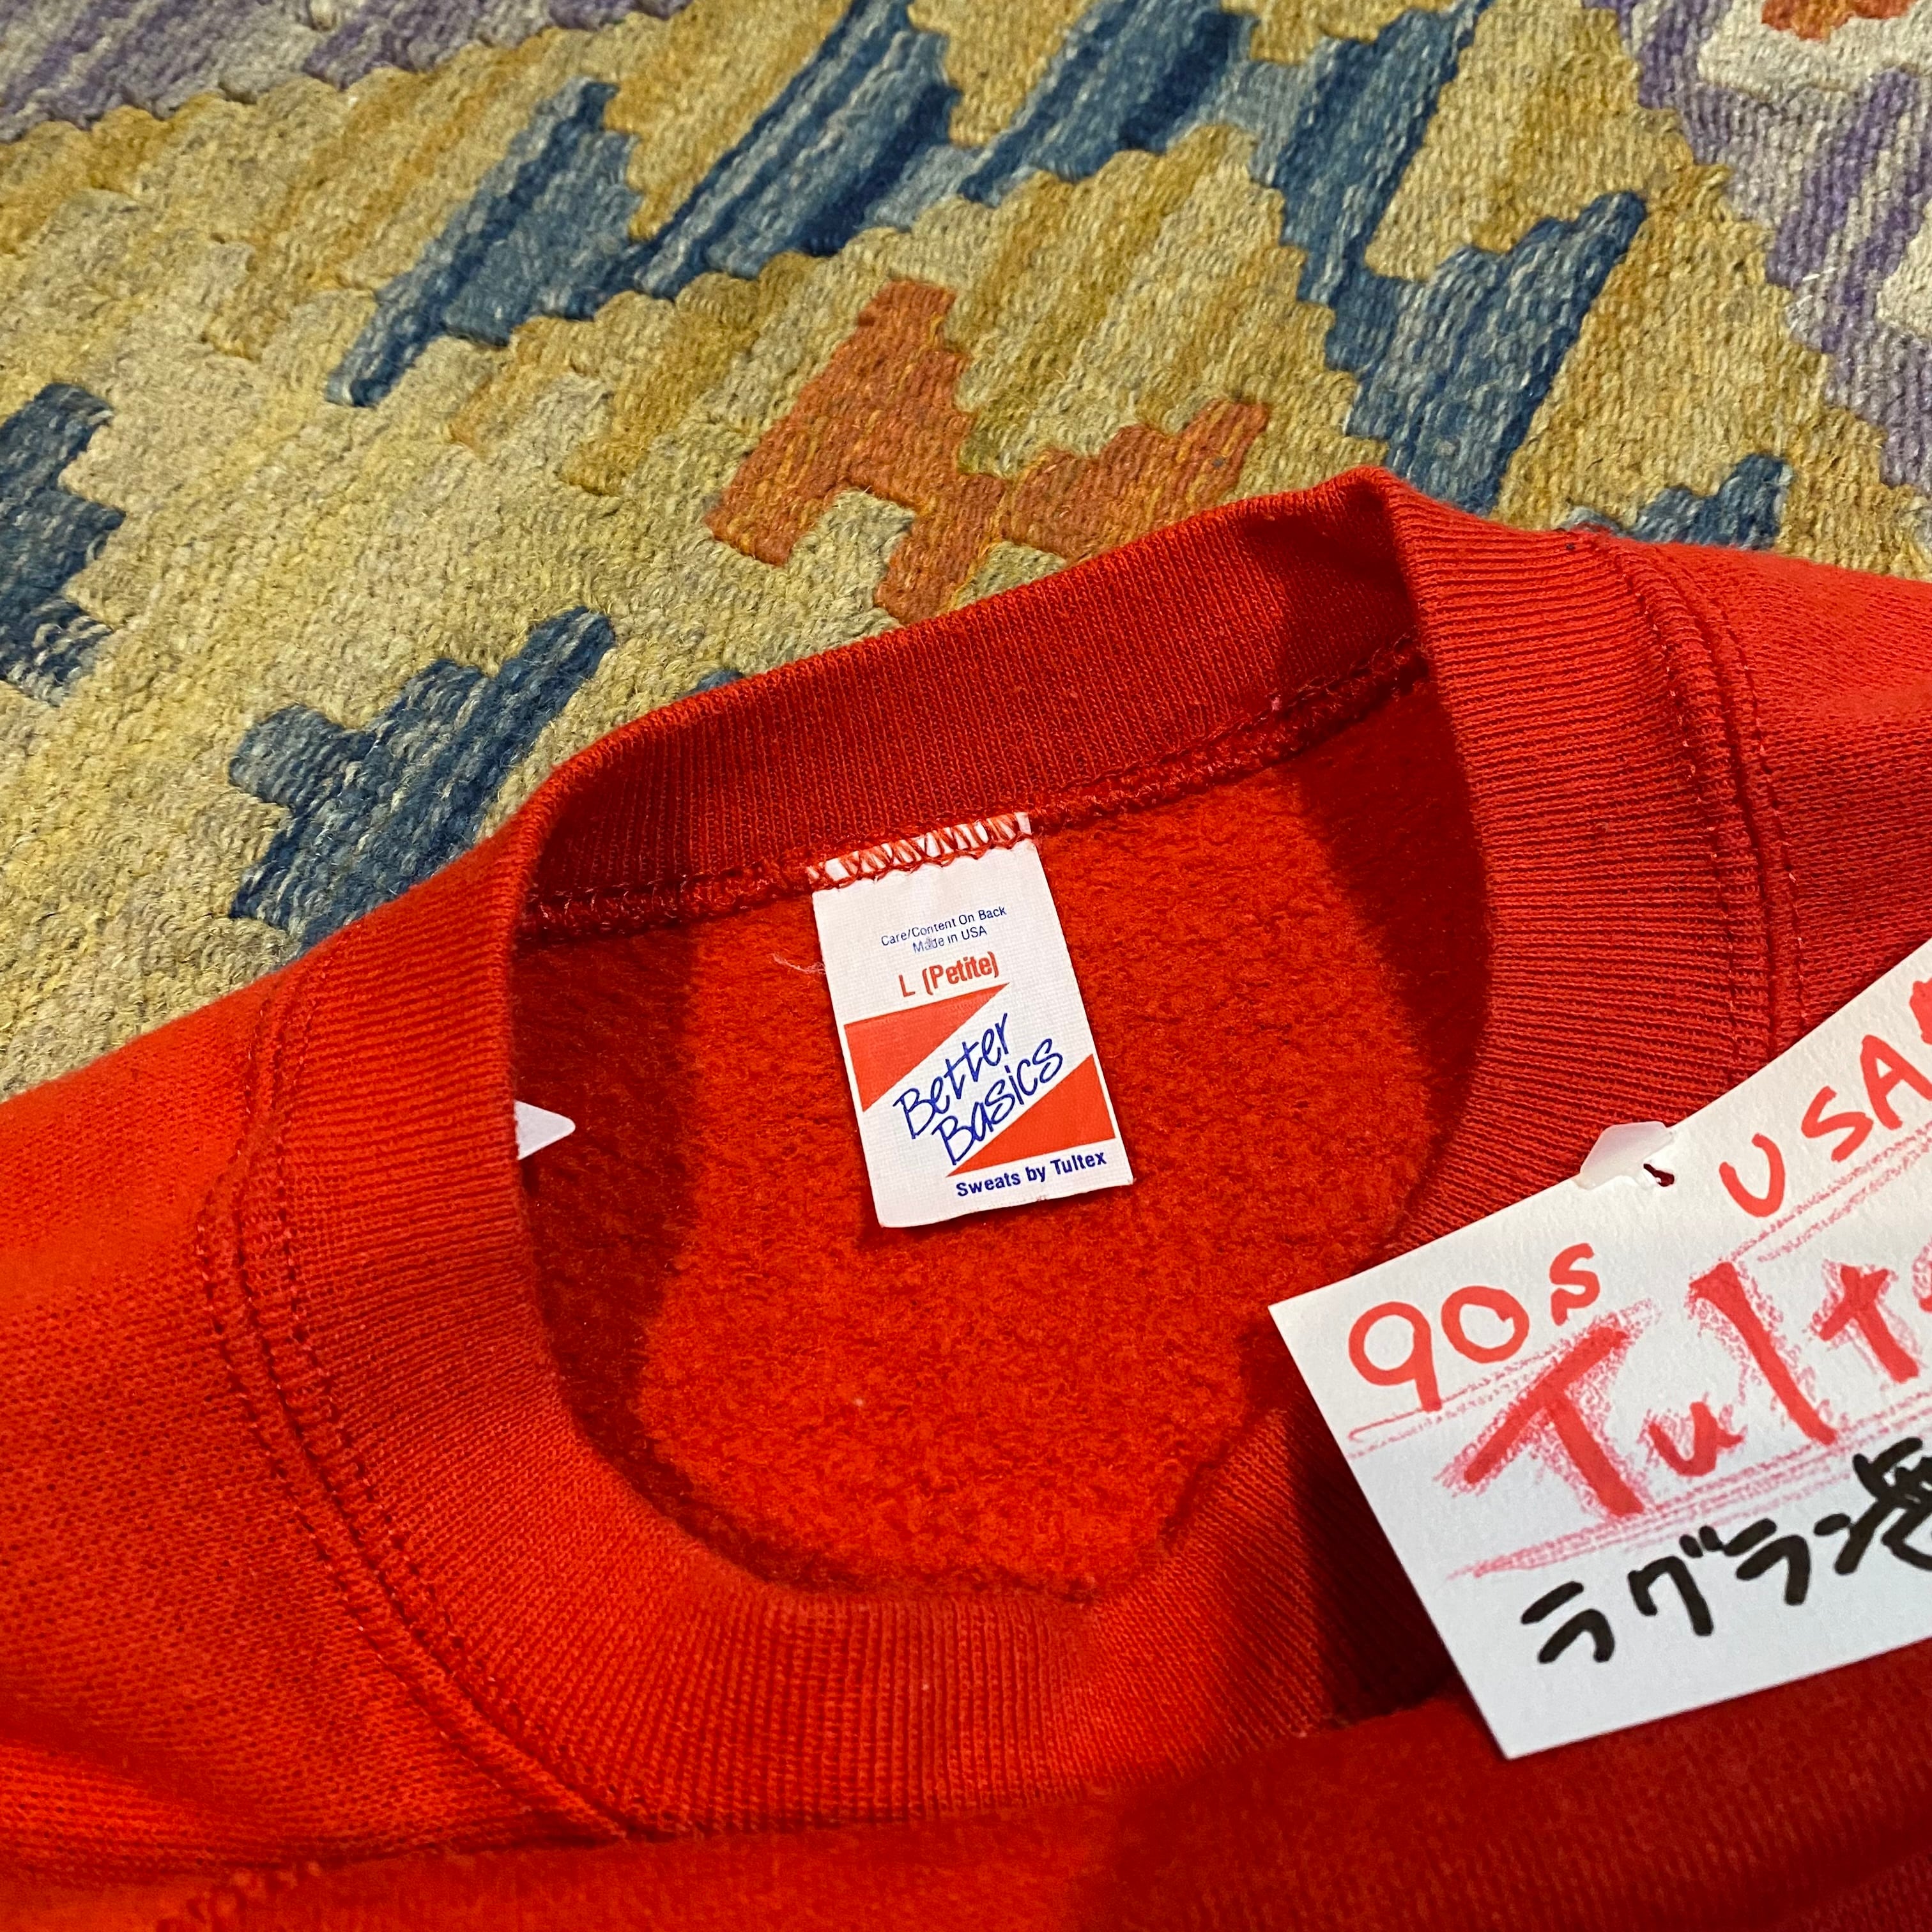 Care/Content On Back
Made in USA
L (Petite)
Better
Basics
Sweats by Tultex
90s USA
Tult
ラグラン